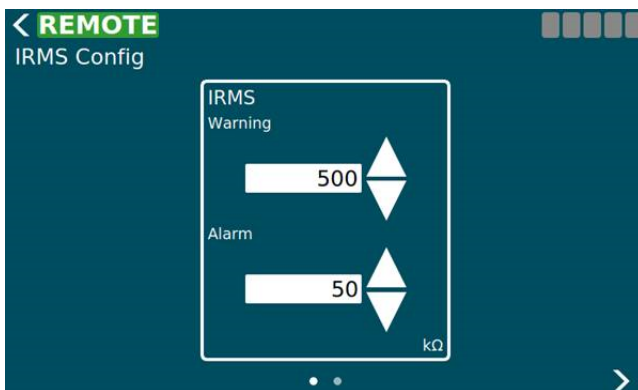 REMOTE
IRMS Config
IRMS
Warning
500
Alarm
50
kΩ